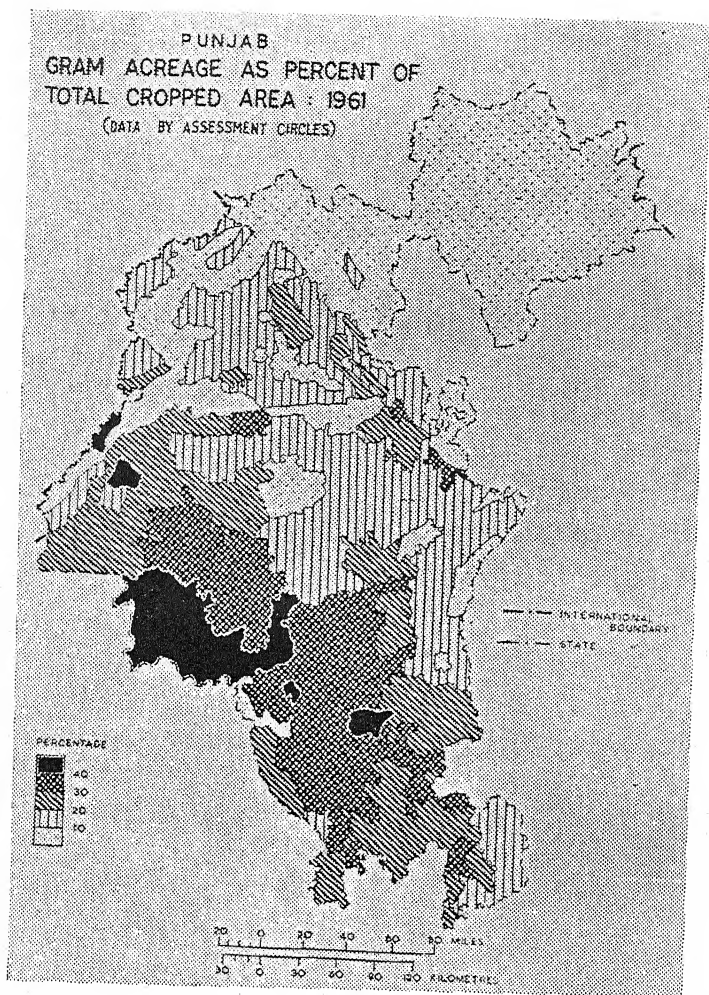 PUNJAB
GRAM ACREAGE AS PERCENT OF
TOTAL CROPPED AREA : 1961
(DATA BY ASSESSMENT CIRCLES)
INTERNATIONAL
BOUNDARY
STATE "
PERCENTAGE
40
30
20
10
20 0 20 40 60 80 MILES
30 0 30 60 90 120 KILOMETRES